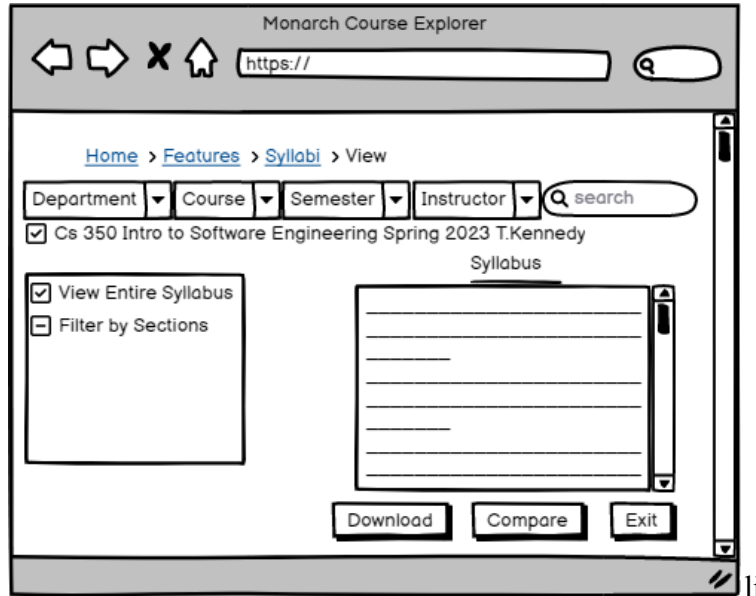 Monarch Course Explorer
https://
Home > Features > Syllabi > View
Department Course Semester Instructor search
Cs 350 Intro to Software Engineering Spring 2023 T.Kennedy
Syllabus
View Entire Syllabus
Filter by Sections
Download Compare Exit